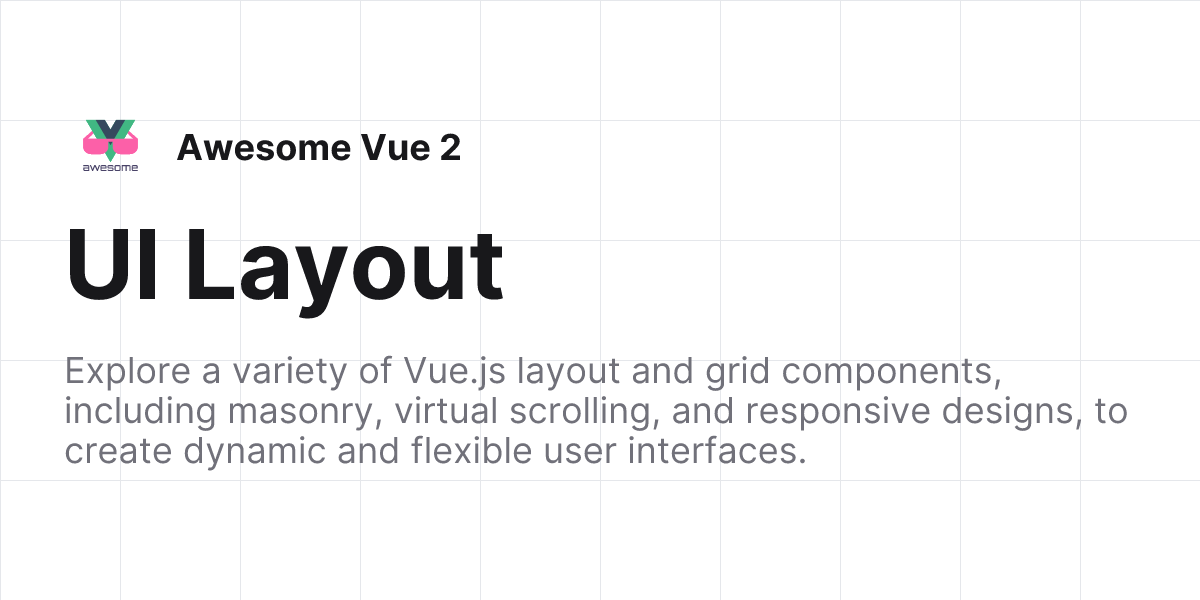 awesome
Awesome Vue 2
UI Layout
Explore a variety of Vue.js layout and grid components,
including masonry, virtual scrolling, and responsive designs, to
create dynamic and flexible user interfaces.